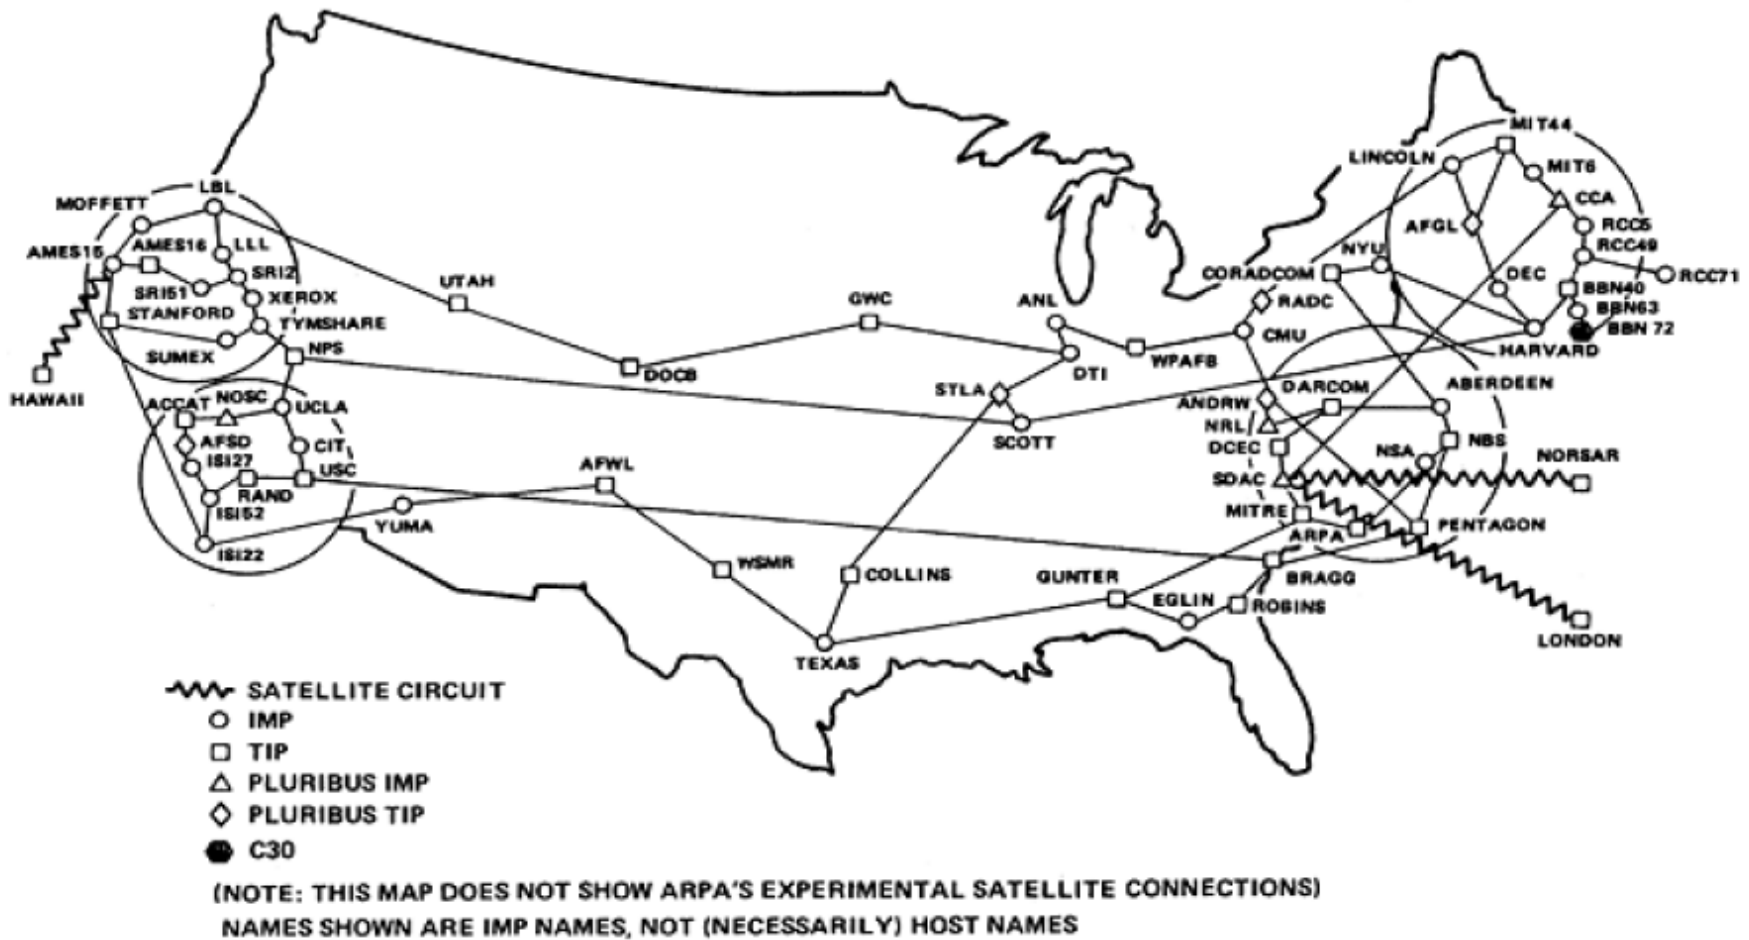 MIT44
LINCOLN
MIT6
CCA
LBL
MOFFETT
AFGL
RCC5
RCC49
AMES15
AMES16
LLL
NYU
SRI2
CORADCOM
DEC
RCC71
UTAH
SRI51
XEROX
GWC
ANL
RADC
BBN40
BBN63
STANFORD
TYMSHARE
BBN 72
CMU
SUMEX
NPS
HARVARD
WPAFB
DTI
DOCB
HAWAII
STLA
DARCOM
ABERDEEN
ACCAT
NOSC
UCLA
ANDRW
NRL
SCOTT
AFSD
CIT
DCEC
NBS
NSA
NORSAR
ISI27
USC
AFWL
SDAC
RAND
ISI52
YUMA
MITRE
ARPA
PENTAGON
ISI22
WSMR
COLLINS
GUNTER
BRAGG
EGLIN
ROBINS
LONDON
TEXAS
SATELLITE CIRCUIT
IMP
TIP
PLURIBUS IMP
PLURIBUS TIP
C30
(NOTE: THIS MAP DOES NOT SHOW ARPA'S EXPERIMENTAL SATELLITE CONNECTIONS)
NAMES SHOWN ARE IMP NAMES, NOT (NECESSARILY) HOST NAMES